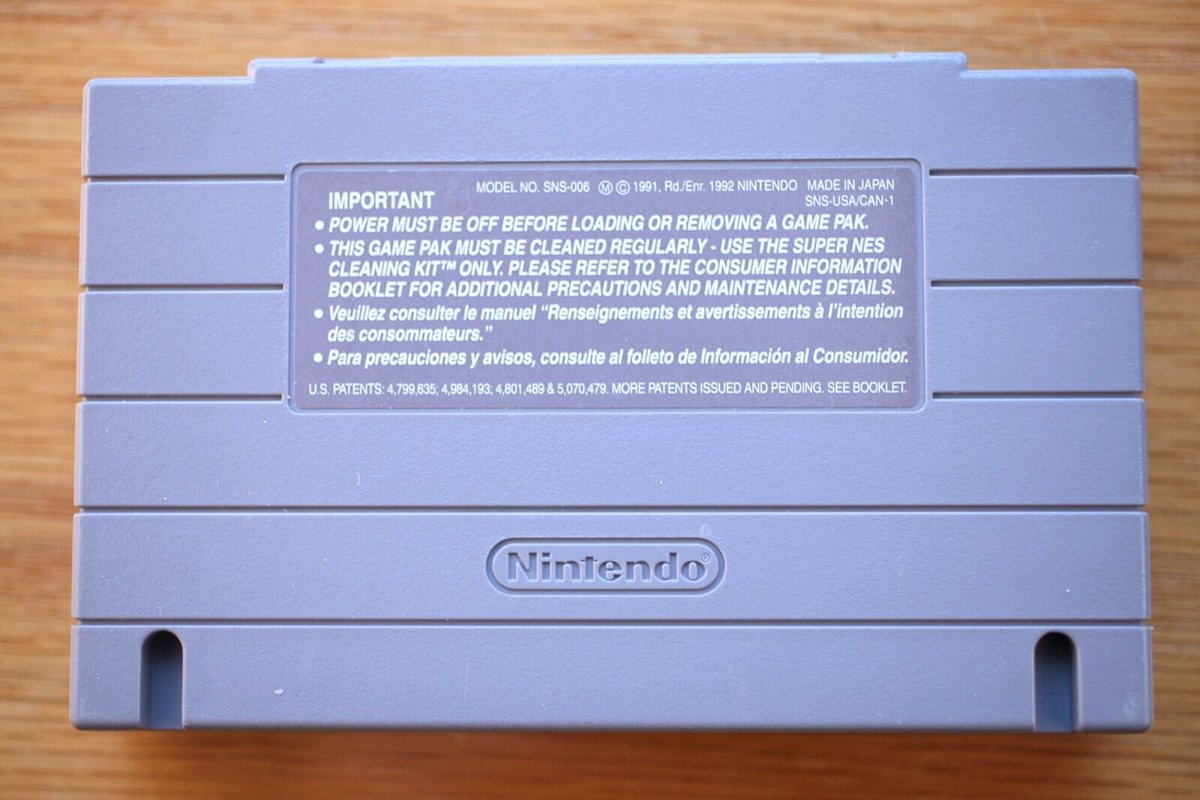 IMPORTANT
MODEL NO. SNS-006 Ⓜ © 1991, Rd./Enr. 1992 NINTENDO MADE IN JAPAN
SNS-USA/CAN-1
• POWER MUST BE OFF BEFORE LOADING OR REMOVING A GAME PAK.
• THIS GAME PAK MUST BE CLEANED REGULARLY - USE THE SUPER NES
CLEANING KIT™ ONLY. PLEASE REFER TO THE CONSUMER INFORMATION
BOOKLET FOR ADDITIONAL PRECAUTIONS AND MAINTENANCE DETAILS.
• Veuillez consulter le manuel “Renseignements et avertissements à l’intention
des consommateurs.”
• Para precauciones y avisos, consulte al folleto de Información al Consumidor.
U.S. PATENTS: 4,799,635; 4,984,193; 4,801,489 & 5,070,479. MORE PATENTS ISSUED AND PENDING. SEE BOOKLET.
Nintendo®